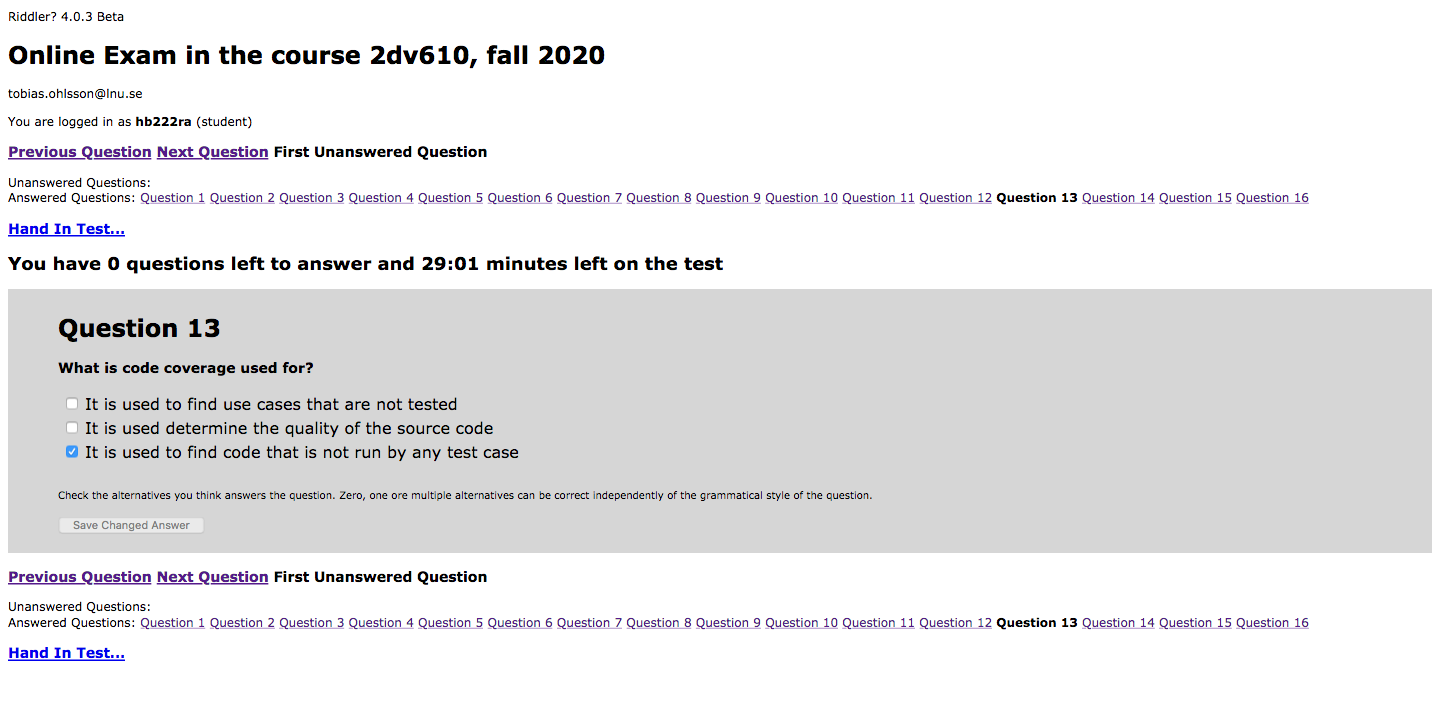 Riddler? 4.0.3 Beta
Online Exam in the course 2dv610, fall 2020
tobias.ohlsson@lnu.se
You are logged in as hb222ra (student)
Previous Question Next Question First Unanswered Question
Unanswered Questions:
Answered Questions: Question 1 Question 2 Question 3 Question 4 Question 5 Question 6 Question 7 Question 8 Question 9 Question 10 Question 11 Question 12 Question 13 Question 14 Question 15 Question 16
Hand In Test...
You have 0 questions left to answer and 29:01 minutes left on the test
Question 13
What is code coverage used for?
It is used to find use cases that are not tested
It is used determine the quality of the source code
It is used to find code that is not run by any test case
Check the alternatives you think answers the question. Zero, one ore multiple alternatives can be correct independently of the grammatical style of the question.
Save Changed Answer
Previous Question Next Question First Unanswered Question
Unanswered Questions:
Answered Questions: Question 1 Question 2 Question 3 Question 4 Question 5 Question 6 Question 7 Question 8 Question 9 Question 10 Question 11 Question 12 Question 13 Question 14 Question 15 Question 16
Hand In Test...